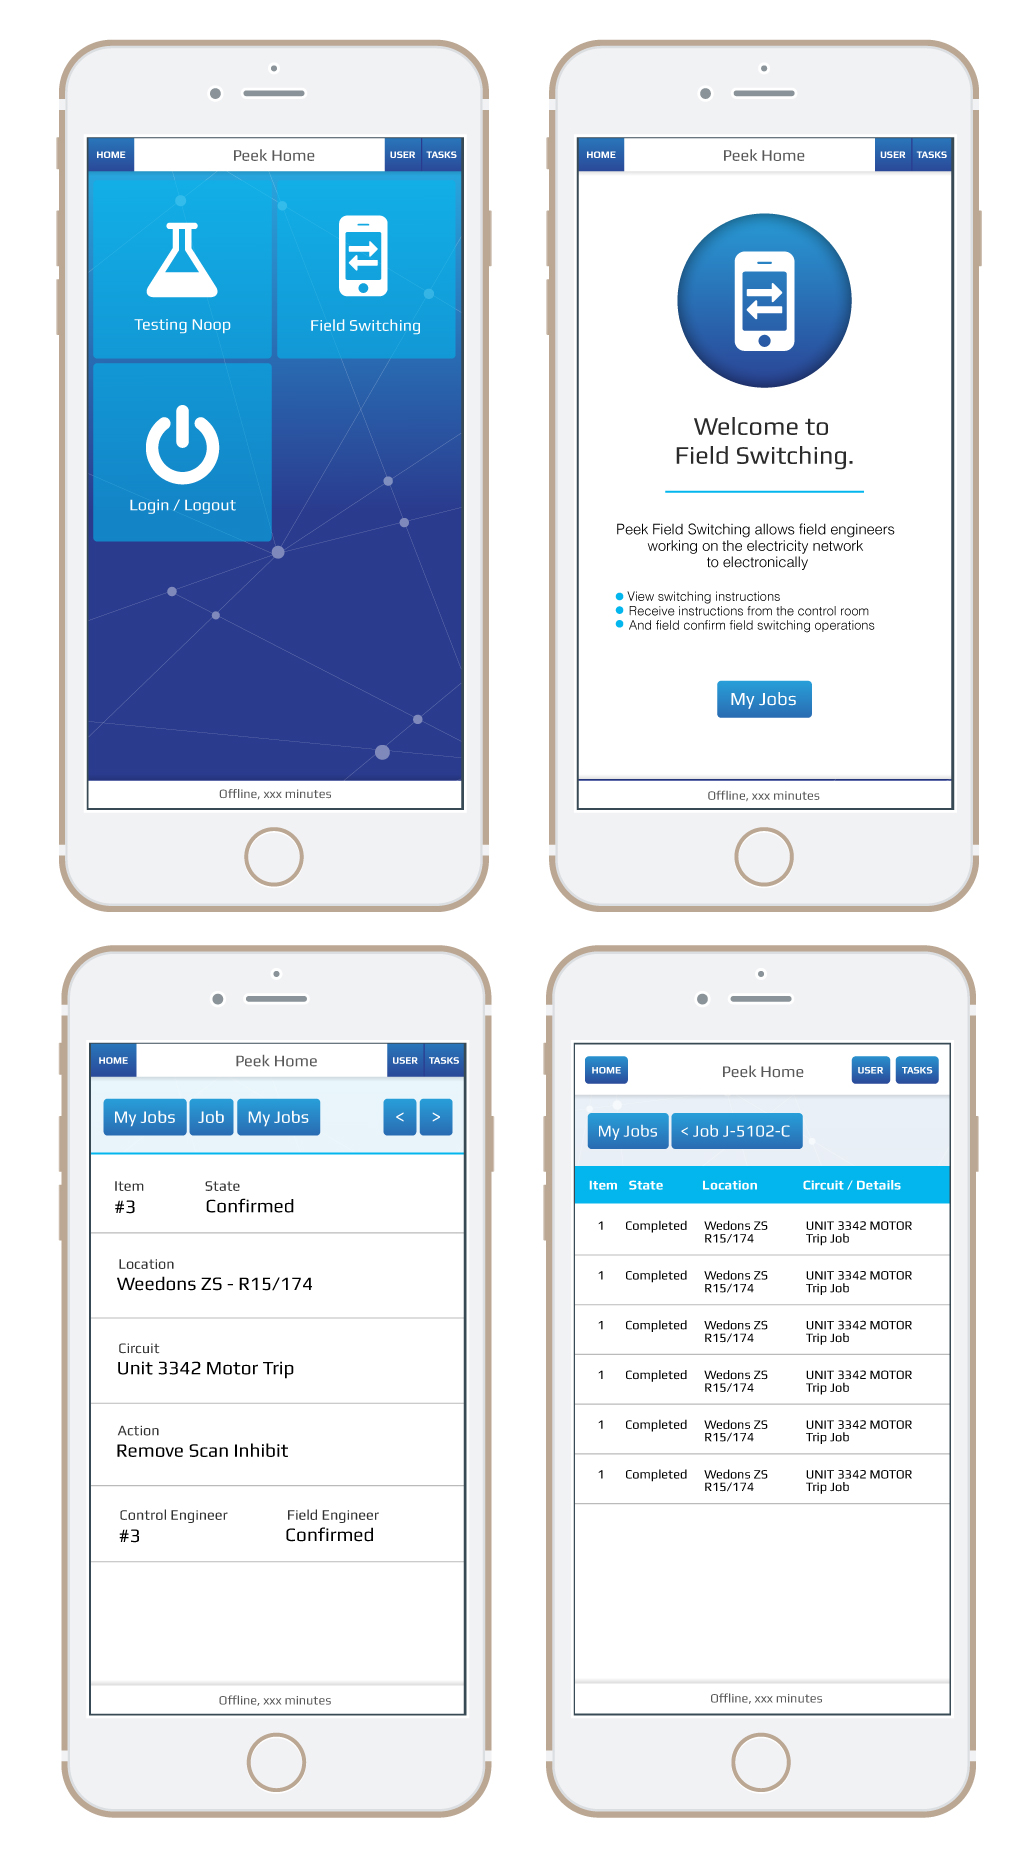 HOME Peek Home USER TASKS
Testing Noop Field Switching
Login / Logout
Offline, xxx minutes
HOME Peek Home USER TASKS
Welcome to
Field Switching.
Peek Field Switching allows field engineers
working on the electricity network
to electronically
View switching instructions
Receive instructions from the control room
And field confirm field switching operations
My Jobs
Offline, xxx minutes
HOME Peek Home USER TASKS
My Jobs Job My Jobs < >
Item State
#3 Confirmed
Location
Weedons ZS - R15/174
Circuit
Unit 3342 Motor Trip
Action
Remove Scan Inhibit
Control Engineer Field Engineer
#3 Confirmed
Offline, xxx minutes
HOME Peek Home USER TASKS
My Jobs < Job J-5102-C
Item State Location Circuit / Details
1 Completed Wedons ZS UNIT 3342 MOTOR
R15/174 Trip Job
1 Completed Wedons ZS UNIT 3342 MOTOR
R15/174 Trip Job
1 Completed Wedons ZS UNIT 3342 MOTOR
R15/174 Trip Job
1 Completed Wedons ZS UNIT 3342 MOTOR
R15/174 Trip Job
1 Completed Wedons ZS UNIT 3342 MOTOR
R15/174 Trip Job
1 Completed Wedons ZS UNIT 3342 MOTOR
R15/174 Trip Job
Offline, xxx minutes